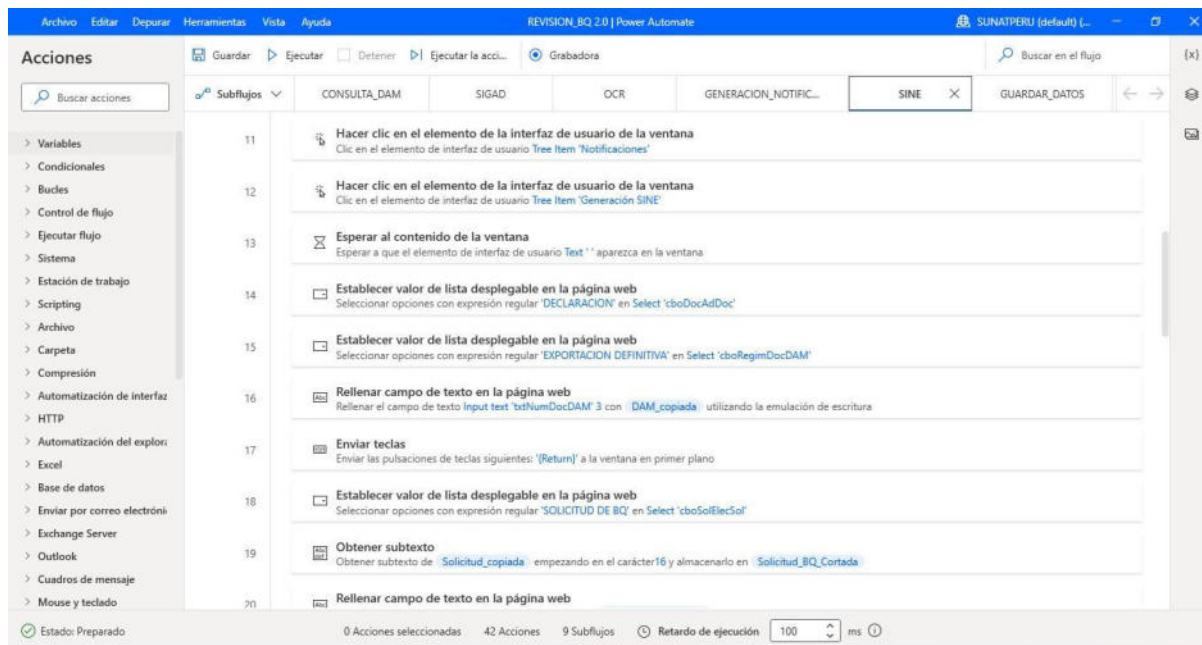 Archivo Editar Depurar Herramientas Vista Ayuda REVISION_BQ 2.0 | Power Automate SUNATPERU (default) (...
Acciones
Guardar Ejecutar Detener Ejecutar la acci... Grabadora Buscar en el flujo {x}
Buscar acciones
Subflujos CONSULTA_DAM SIGAD OCR GENERACION_NOTIFIC... SINE GUARDAR_DATOS
Variables
Condicionales
Bucles
Control de flujo
Ejecutar flujo
Sistema
Estación de trabajo
Scripting
Archivo
Carpeta
Compresión
Automatización de interfaz
HTTP
Automatización del explora
Excel
Base de datos
Enviar por correo electróni
Exchange Server
Outlook
Cuadros de mensaje
Mouse y teclado
11 Hacer clic en el elemento de la interfaz de usuario de la ventana
Clic en el elemento de interfaz de usuario Tree Item 'Notificaciones'
12 Hacer clic en el elemento de la interfaz de usuario de la ventana
Clic en el elemento de interfaz de usuario Tree Item 'Generación SINE'
13 Esperar al contenido de la ventana
Esperar a que el elemento de interfaz de usuario Text ' ' aparezca en la ventana
14 Establecer valor de lista desplegable en la página web
Seleccionar opciones con expresión regular 'DECLARACION' en Select 'cboDocAdDoc'
15 Establecer valor de lista desplegable en la página web
Seleccionar opciones con expresión regular 'EXPORTACION DEFINITIVA' en Select 'cboRegimDocDAM'
16 Rellenar campo de texto en la página web
Rellenar el campo de texto Input text 'txtNumDocDAM' 3 con DAM_copiada utilizando la emulación de escritura
17 Enviar teclas
Enviar las pulsaciones de teclas siguientes: '{Return}' a la ventana en primer plano
18 Establecer valor de lista desplegable en la página web
Seleccionar opciones con expresión regular 'SOLICITUD DE BQ' en Select 'cboSolElecSol'
19 Obtener subtexto
Obtener subtexto de Solicitud_copiada empezando en el carácter16 y almacenarlo en Solicitud_BQ_Cortada
20 Rellenar campo de texto en la página web
Estado: Preparado 0 Acciones seleccionadas 42 Acciones 9 Subflujos Retardo de ejecución 100 ms